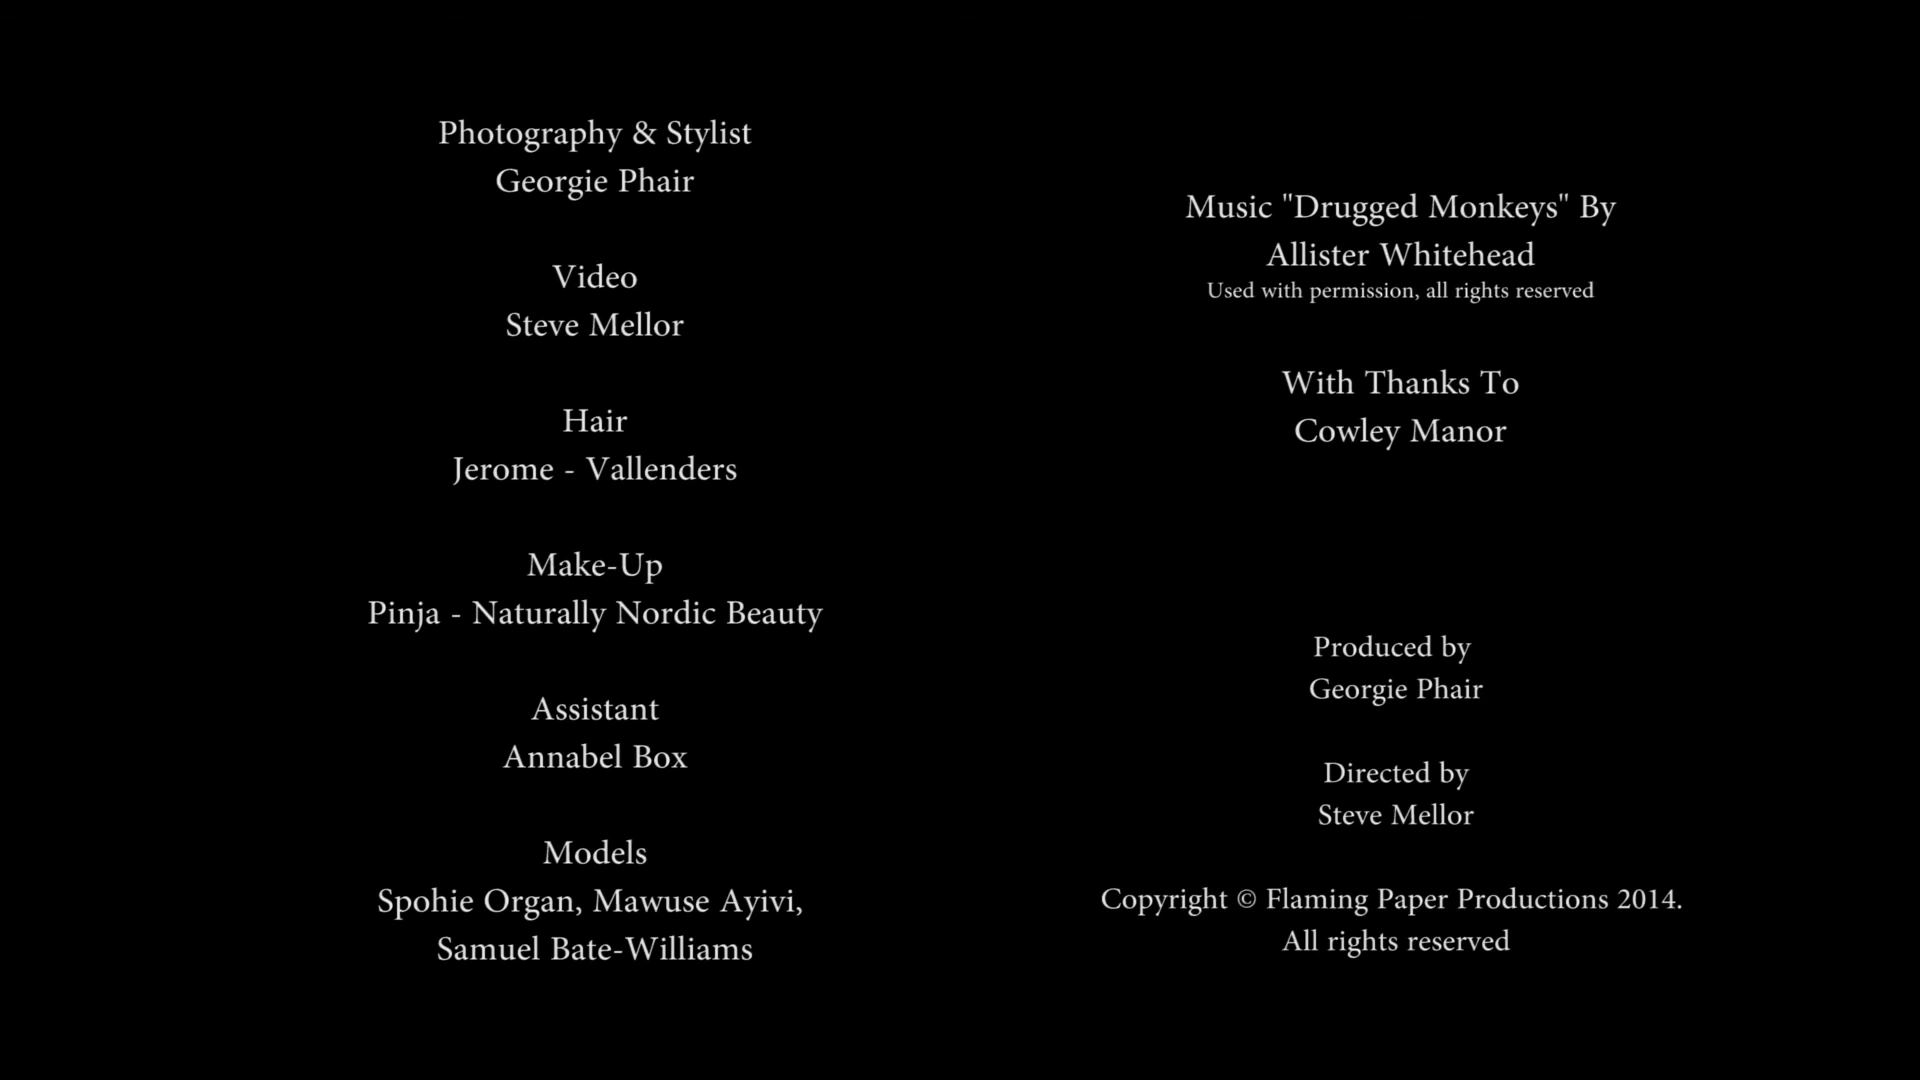 Photography & Stylist
Georgie Phair
Video
Steve Mellor
Hair
Jerome - Vallenders
Make-Up
Pinja - Naturally Nordic Beauty
Assistant
Annabel Box
Models
Spohie Organ, Mawuse Ayivi,
Samuel Bate-Williams
Music "Drugged Monkeys" By
Allister Whitehead
Used with permission, all rights reserved
With Thanks To
Cowley Manor
Produced by
Georgie Phair
Directed by
Steve Mellor
Copyright © Flaming Paper Productions 2014.
All rights reserved